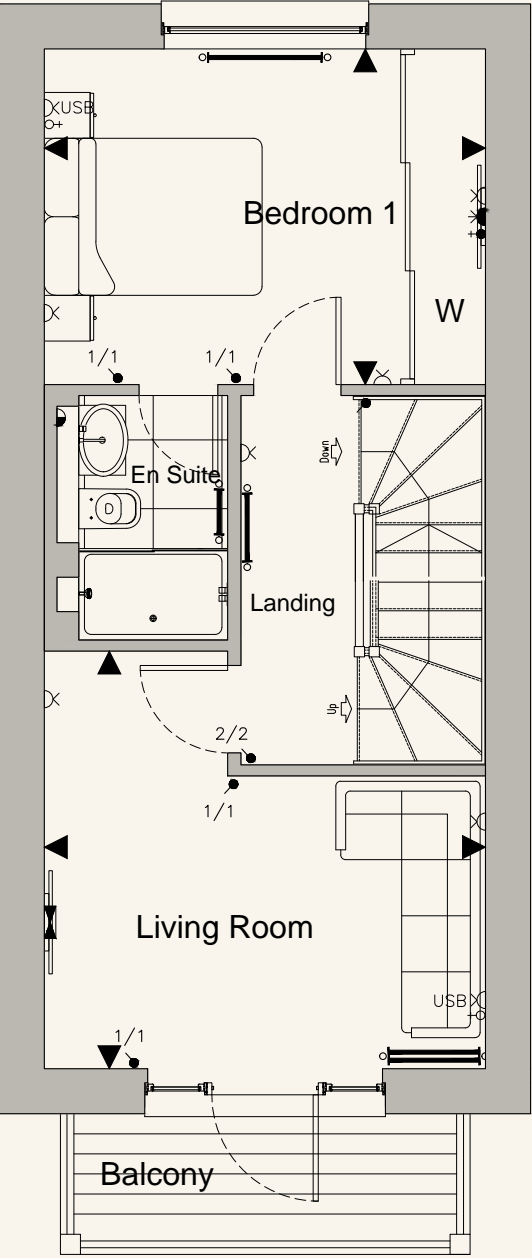 USB
Bedroom 1
W
1/1
1/1
Down
En Suite
D
Landing
Up
2/2
1/1
Living Room
USB
1/1
Balcony